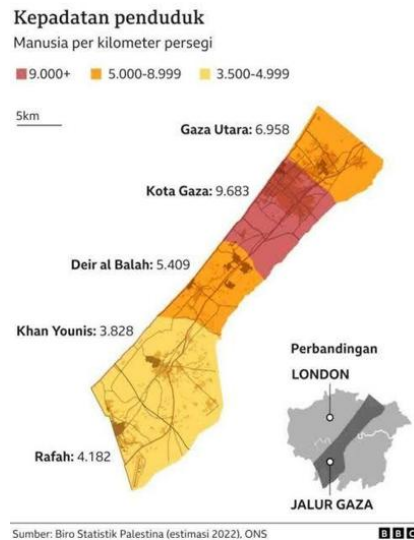 Kepadatan penduduk
Manusia per kilometer persegi
9.000+ 5.000-8.999 3.500-4.999
5km
Gaza Utara: 6.958
Kota Gaza: 9.683
Deir al Balah: 5.409
Khan Younis: 3.828
Rafah: 4.182
Perbandingan
LONDON
JALUR GAZA
Sumber: Biro Statistik Palestina (estimasi 2022), ONS
BBC